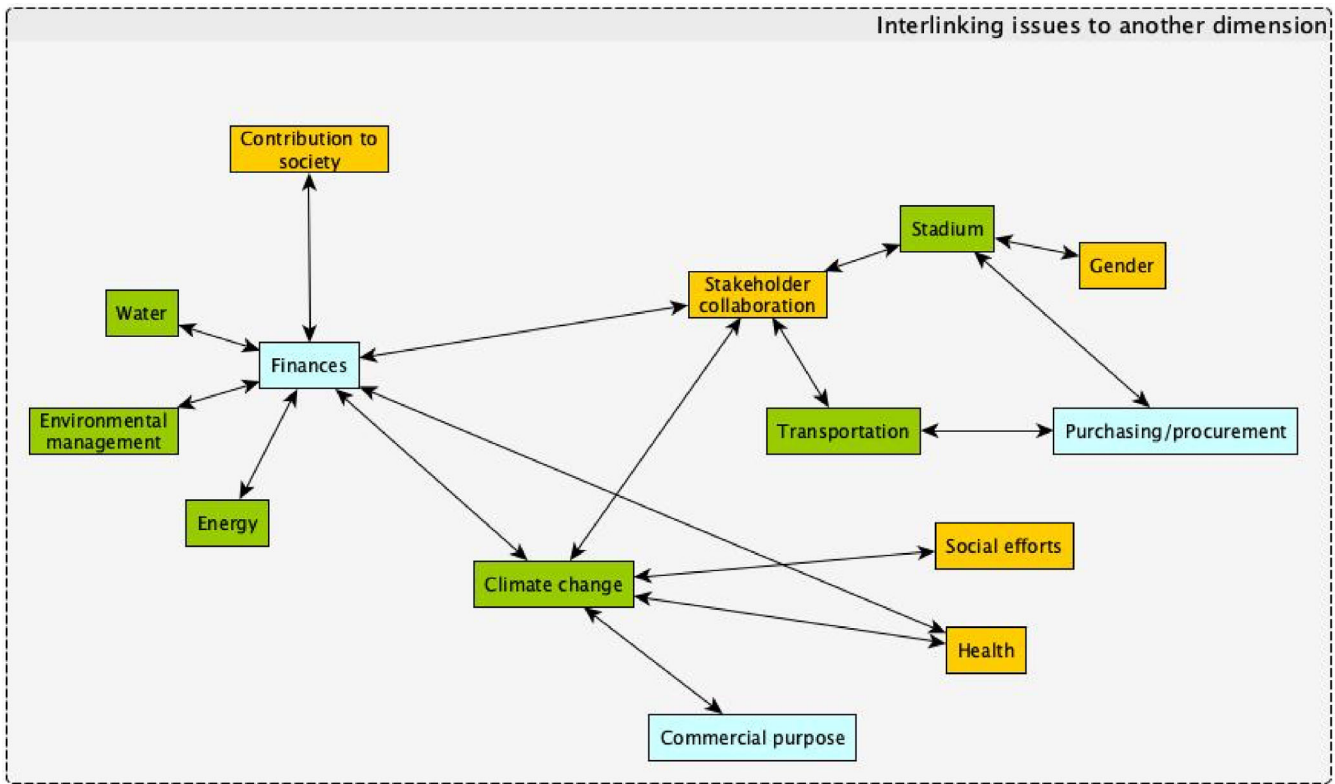 Interlinking issues to another dimension
Contribution to
society
Stadium
Gender
Stakeholder
collaboration
Water
Finances
Environmental
management
Transportation
Purchasing/procurement
Energy
Social efforts
Climate change
Health
Commercial purpose